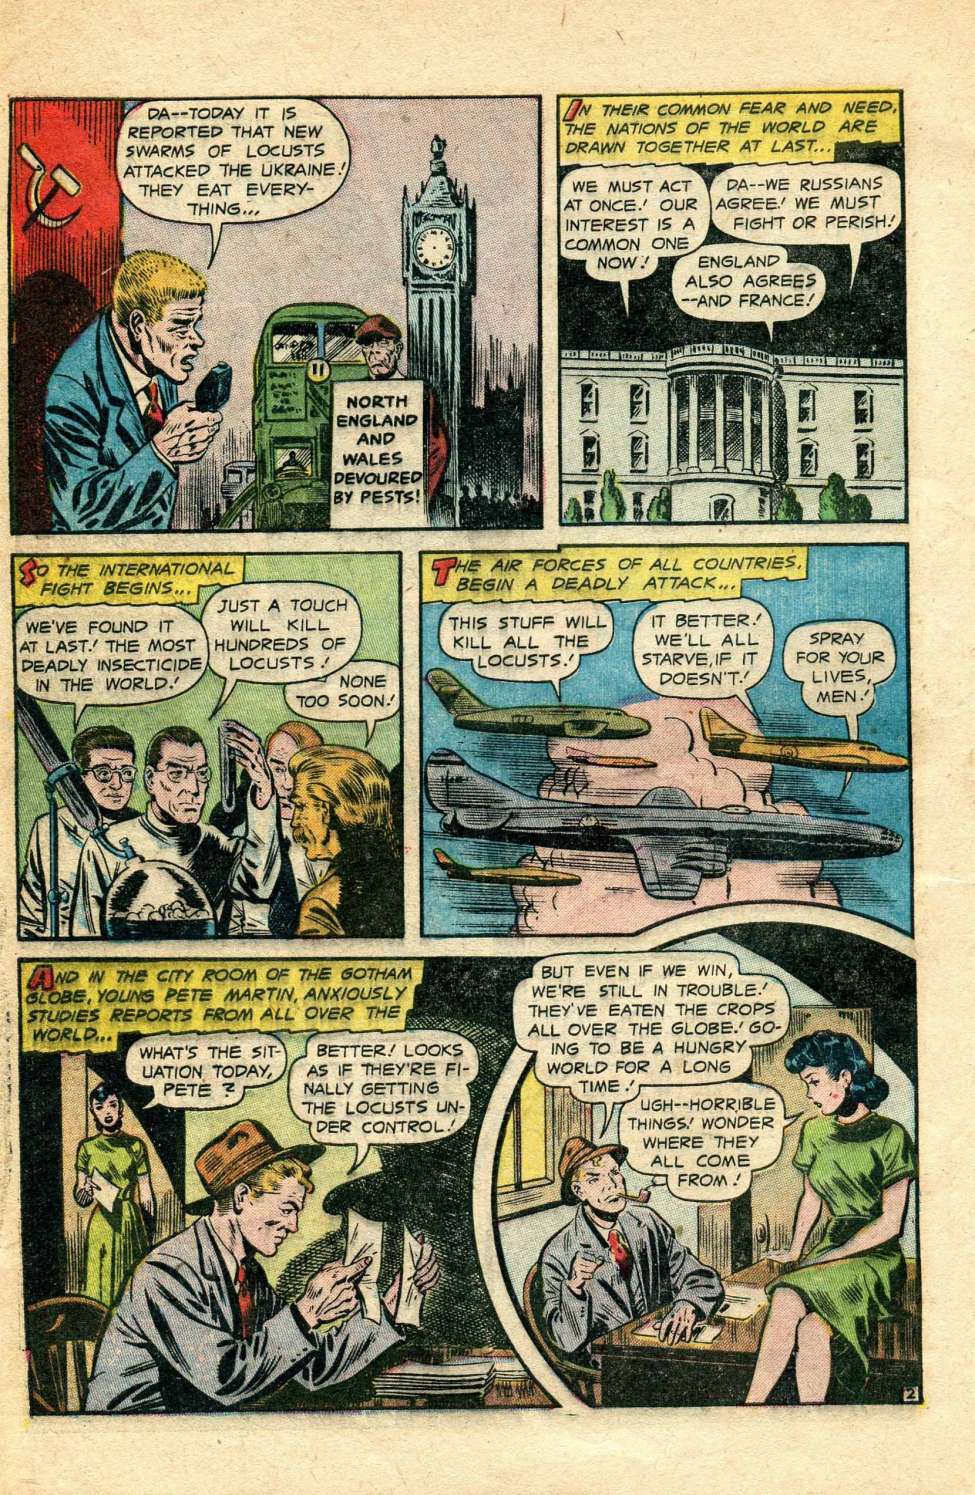 DA--TODAY IT IS
REPORTED THAT NEW
SWARMS OF LOCUSTS
ATTACKED THE UKRAINE!
THEY EAT EVERY-
THING...
11
NORTH
ENGLAND
AND
WALES
DEVOURED
BY PESTS!
IN THEIR COMMON FEAR AND NEED,
THE NATIONS OF THE WORLD ARE
DRAWN TOGETHER AT LAST...
WE MUST ACT
AT ONCE! OUR
INTEREST IS A
COMMON ONE
NOW!
DA--WE RUSSIANS
AGREE! WE MUST
FIGHT OR PERISH!
ENGLAND
ALSO AGREES
--AND FRANCE!
SO THE INTERNATIONAL
FIGHT BEGINS...
WE'VE FOUND IT
AT LAST! THE MOST
DEADLY INSECTICIDE
IN THE WORLD!
JUST A TOUCH
WILL KILL
HUNDREDS OF
LOCUSTS!
NONE
TOO SOON!
THE AIR FORCES OF ALL COUNTRIES,
BEGIN A DEADLY ATTACK...
THIS STUFF WILL
KILL ALL THE
LOCUSTS!
IT BETTER!
WE'LL ALL
STARVE, IF IT
DOESN'T!
SPRAY
FOR YOUR
LIVES,
MEN!
AND IN THE CITY ROOM OF THE GOTHAM
GLOBE, YOUNG PETE MARTIN, ANXIOUSLY
STUDIES REPORTS FROM ALL OVER THE
WORLD...
WHAT'S THE SIT-
UATION TODAY,
PETE?
BETTER! LOOKS
AS IF THEY'RE FI-
NALLY GETTING
THE LOCUSTS UN-
DER CONTROL!
BUT EVEN IF WE WIN,
WE'RE STILL IN TROUBLE!
THEY'VE EATEN THE CROPS
ALL OVER THE GLOBE! GO-
ING TO BE A HUNGRY
WORLD FOR A LONG
TIME!
UGH--HORRIBLE
THINGS! WONDER
WHERE THEY
ALL COME
FROM!
2